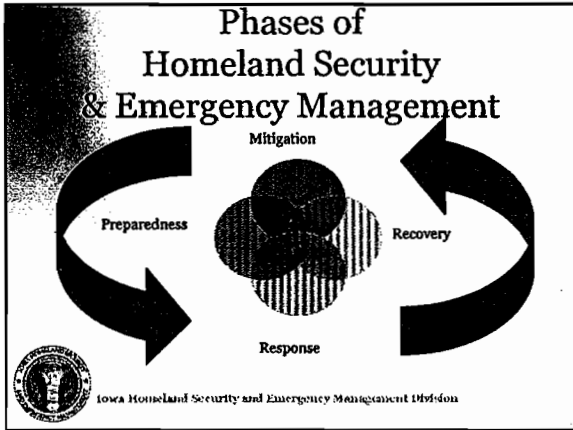 Phases of
Homeland Security
& Emergency Management
Mitigation
Preparedness
Recovery
Response
Iowa Homeland Security and Emergency Management Division